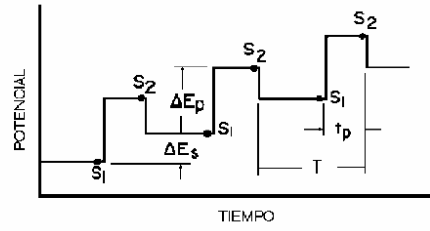 POTENCIAL
S2
S2
S2
ΔEp
S1
S1
S1
ΔEs
tp
T
TIEMPO